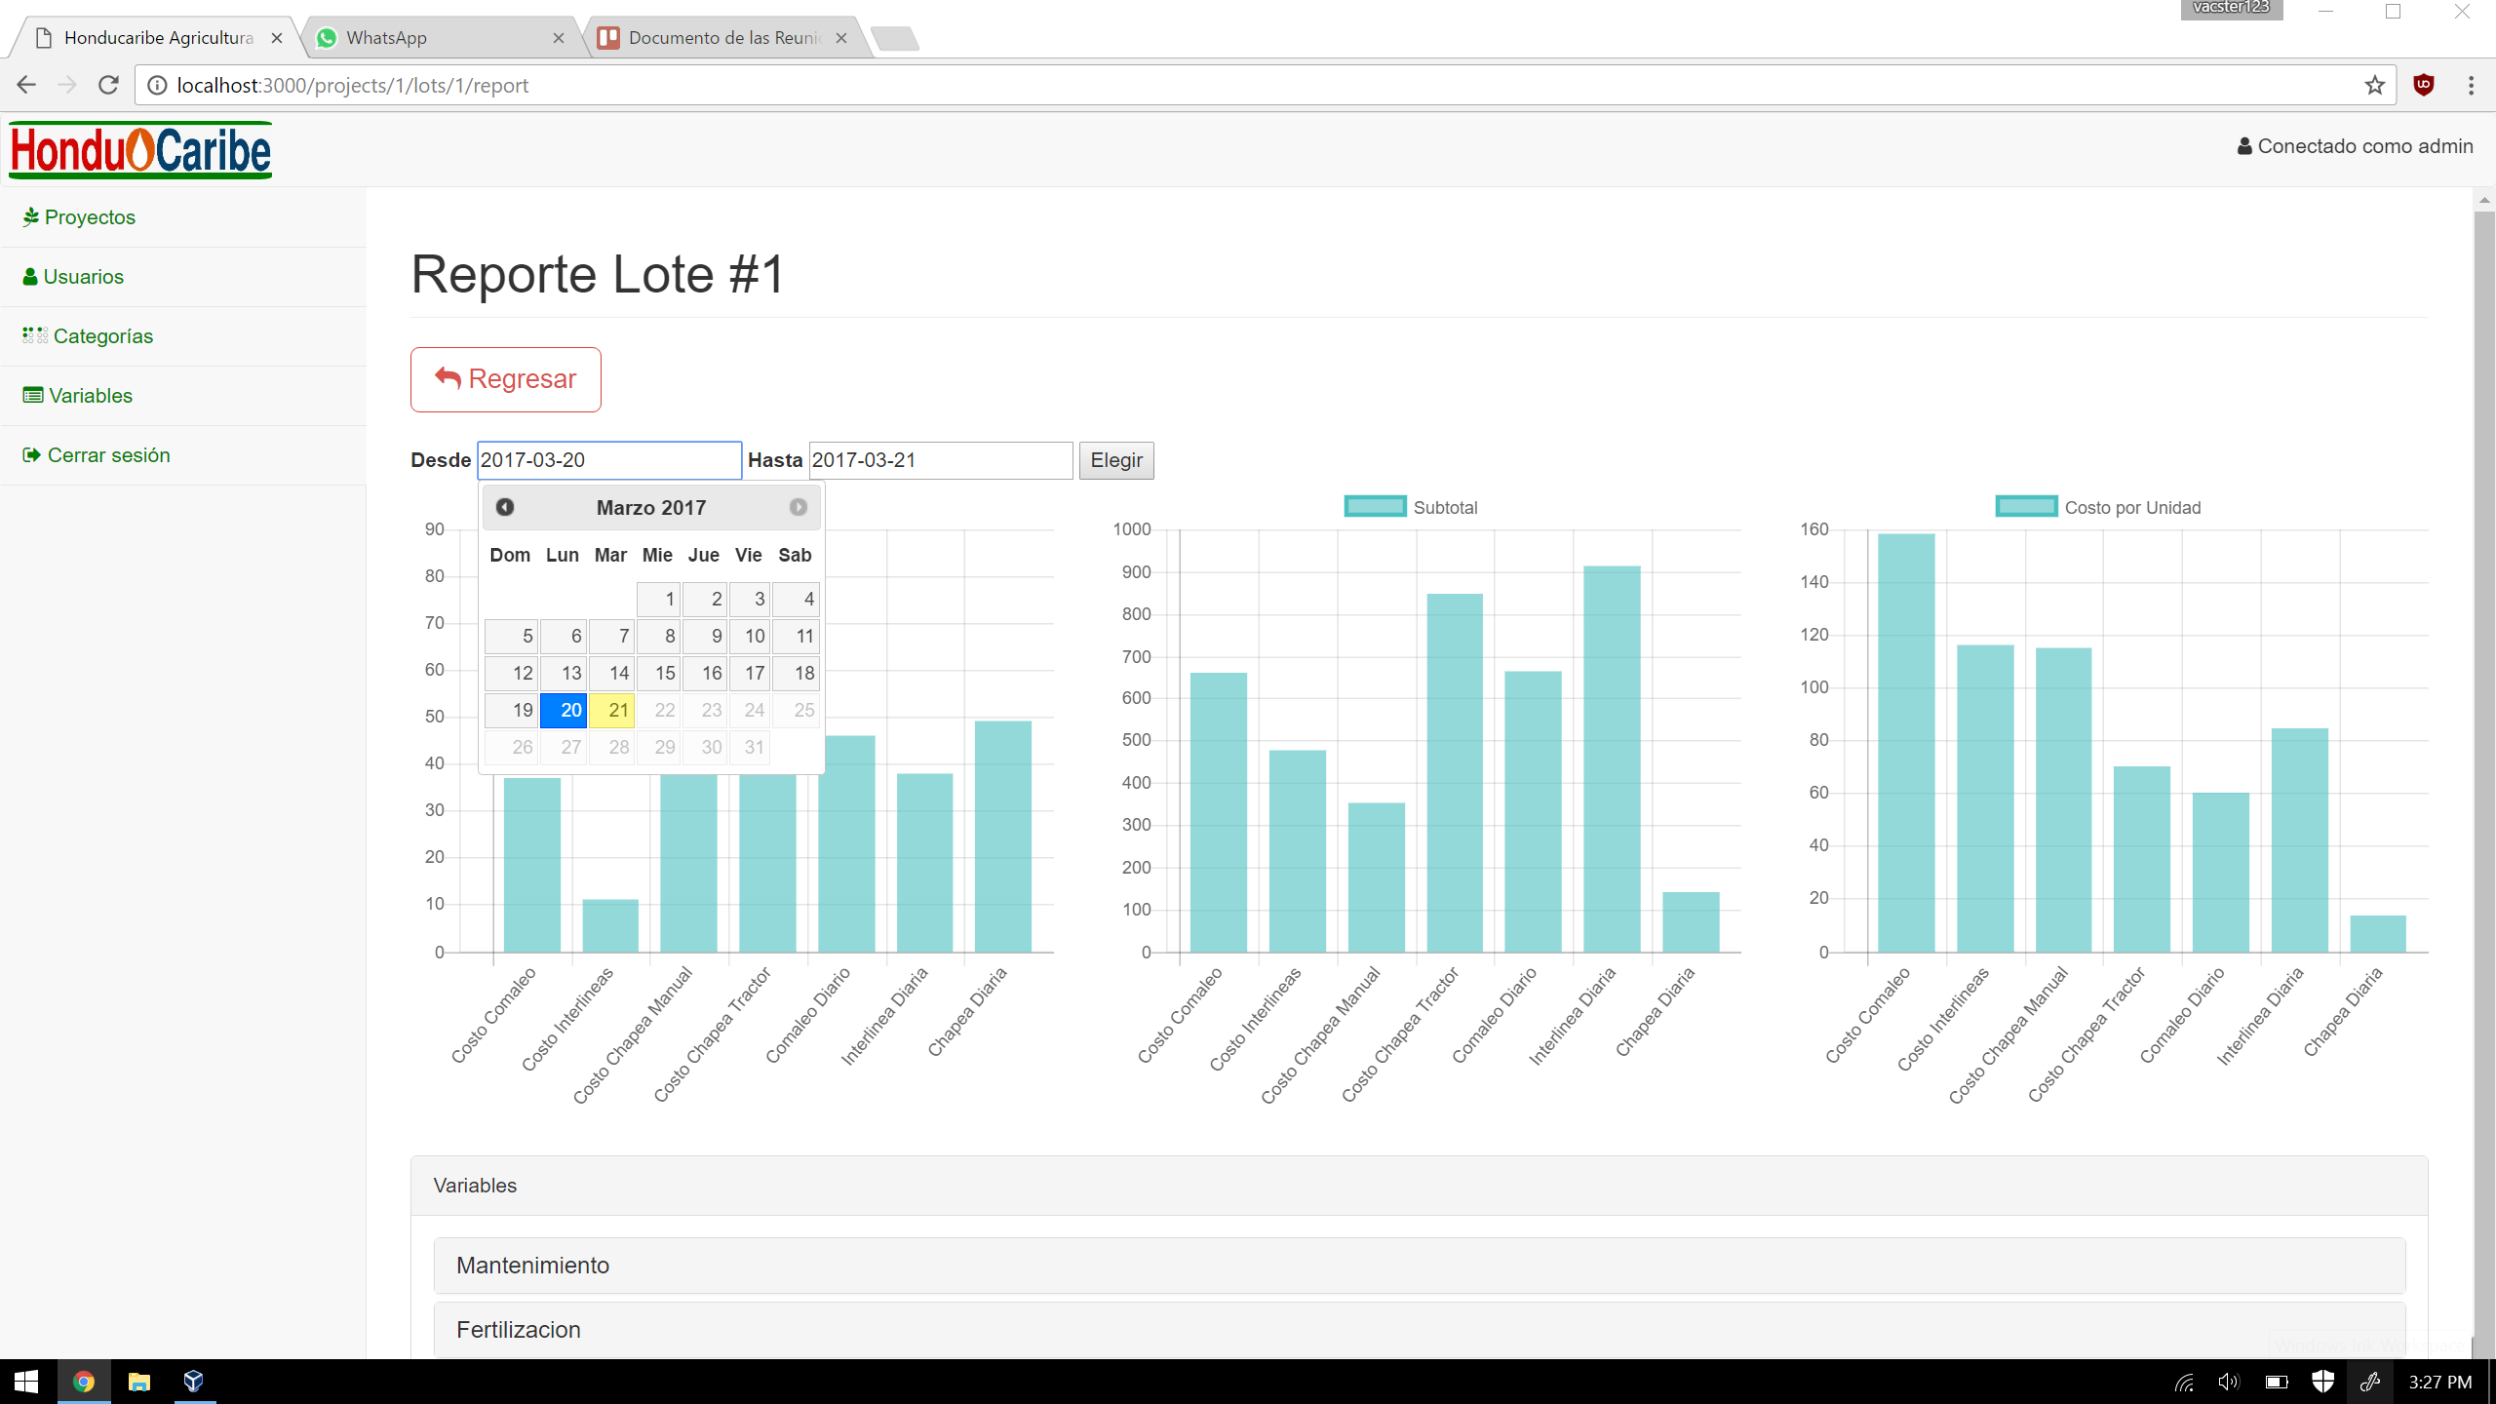 vacster123
Honducaribe Agricultura
WhatsApp
Documento de las Reuni
localhost:3000/projects/1/lots/1/report
HonduCaribe
Conectado como admin
Proyectos
Usuarios
Categorías
Variables
Cerrar sesión
Reporte Lote #1
Regresar
Desde 2017-03-20 Hasta 2017-03-21 Elegir
Marzo 2017
Dom Lun Mar Mie Jue Vie Sab
1 2 3 4
5 6 7 8 9 10 11
12 13 14 15 16 17 18
19 20 21 22 23 24 25
26 27 28 29 30 31
90
80
70
60
50
40
30
20
10
0
Costo Comaleo
Costo Interlineas
Costo Chapea Manual
Costo Chapea Tractor
Comaleo Diario
Interlinea Diaria
Chapea Diaria
Subtotal
1000
900
800
700
600
500
400
300
200
100
0
Costo Comaleo
Costo Interlineas
Costo Chapea Manual
Costo Chapea Tractor
Comaleo Diario
Interlinea Diaria
Chapea Diaria
Costo por Unidad
160
140
120
100
80
60
40
20
0
Costo Comaleo
Costo Interlineas
Costo Chapea Manual
Costo Chapea Tractor
Comaleo Diario
Interlinea Diaria
Chapea Diaria
Variables
Mantenimiento
Fertilizacion
3:27 PM